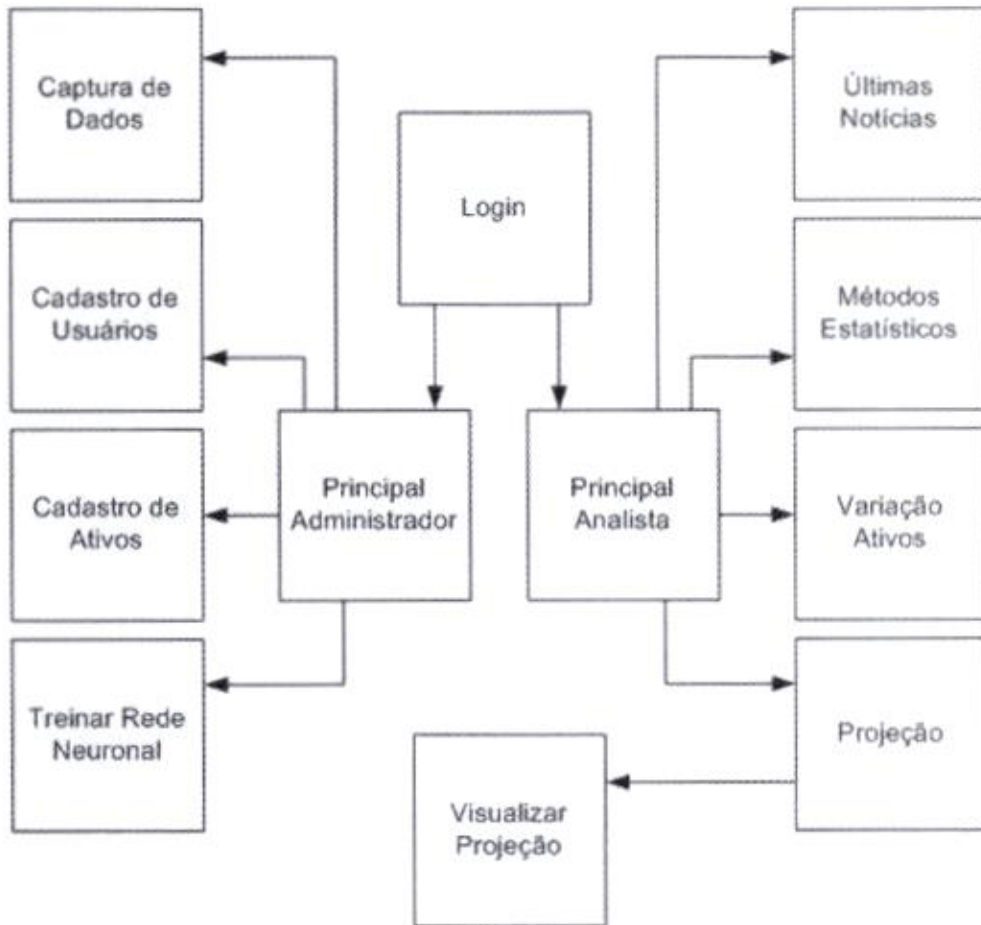 Captura de
Dados
Últimas
Notícias
Login
Cadastro de
Usuários
Métodos
Estatísticos
Principal
Administrador
Principal
Analista
Cadastro de
Ativos
Variação
Ativos
Treinar Rede
Neuronal
Projeção
Visualizar
Projeção